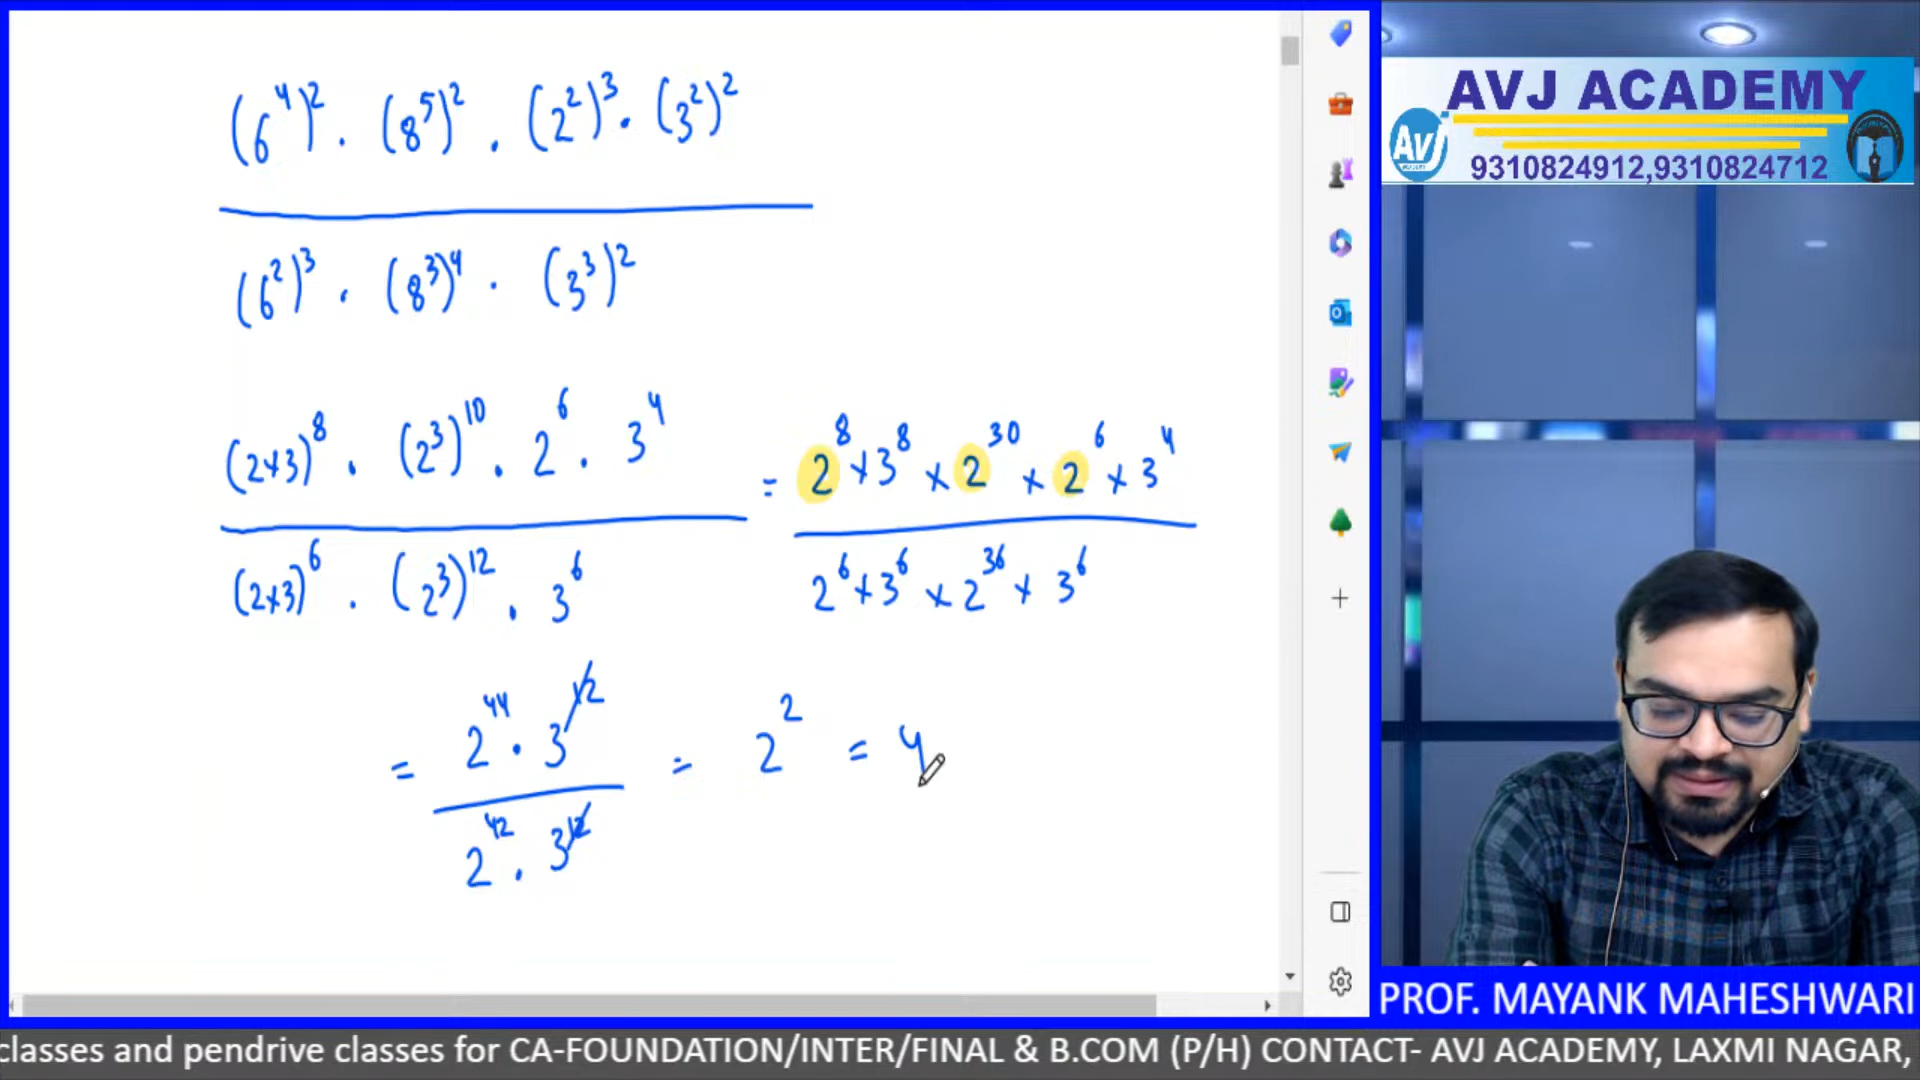 (6⁴)² . (8⁵)² . (2²)³ . (3²)²
(6²)³ . (8³)⁴ . (3³)²
(2×3)⁸ . (2³)¹⁰ . 2⁶ . 3⁴ = 2⁸ × 3⁸ × 2³⁰ × 2⁶ × 3⁴
(2×3)⁶ . (2³)¹² . 3⁶ 2⁶ × 3⁶ × 2³⁶ × 3⁶
= 2⁴⁴ . 3¹² = 2² = 4
2⁴² . 3¹²
AVJ ACADEMY
AVJ
9310824912,9310824712
PROF. MAYANK MAHESHWARI
classes and pendrive classes for CA-FOUNDATION/INTER/FINAL & B.COM (P/H) CONTACT- AVJ ACADEMY, LAXMI NAGAR,